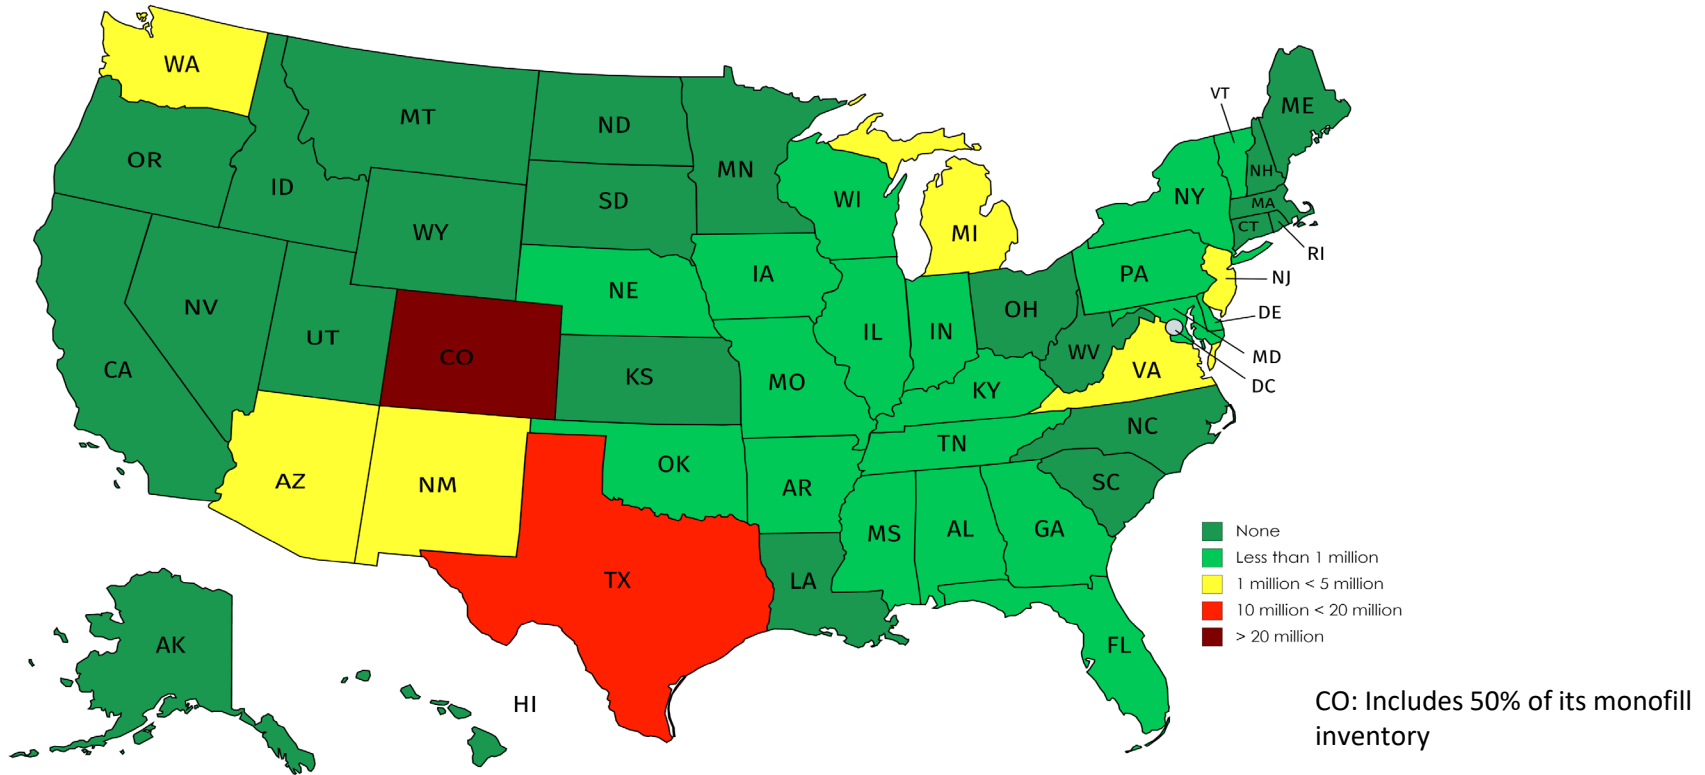 WA
MT
ND
MN
OR
ID
SD
WI
MI
VT
ME
NH
NY
MA
CT
RI
WY
IA
PA
NJ
NE
NV
UT
CO
IL
IN
OH
DE
MD
DC
WV
VA
CA
KS
MO
KY
NC
TN
AZ
NM
OK
AR
SC
MS
AL
GA
TX
LA
FL
AK
HI
None
Less than 1 million
1 million < 5 million
10 million < 20 million
> 20 million
CO: Includes 50% of its monofill
inventory